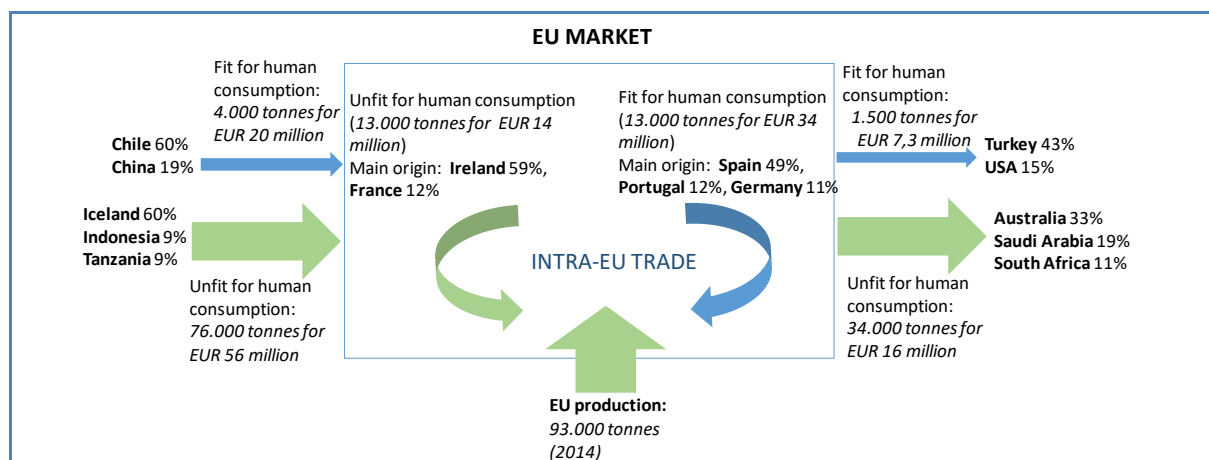 EU MARKET
Fit for human
consumption:
4.000 tonnes for
EUR 20 million
Chile 60%
China 19%
Iceland 60%
Indonesia 9%
Tanzania 9%
Unfit for human
consumption:
76.000 tonnes for
EUR 56 million
Unfit for human consumption
(13.000 tonnes for EUR 14
million)
Main origin: Ireland 59%,
France 12%
Fit for human consumption
(13.000 tonnes for EUR 34
million)
Main origin: Spain 49%,
Portugal 12%, Germany 11%
INTRA-EU TRADE
EU production:
93.000 tonnes
(2014)
Fit for human
consumption:
1.500 tonnes for
EUR 7,3 million
Turkey 43%
USA 15%
Australia 33%
Saudi Arabia 19%
South Africa 11%
Unfit for human
consumption:
34.000 tonnes for
EUR 16 million